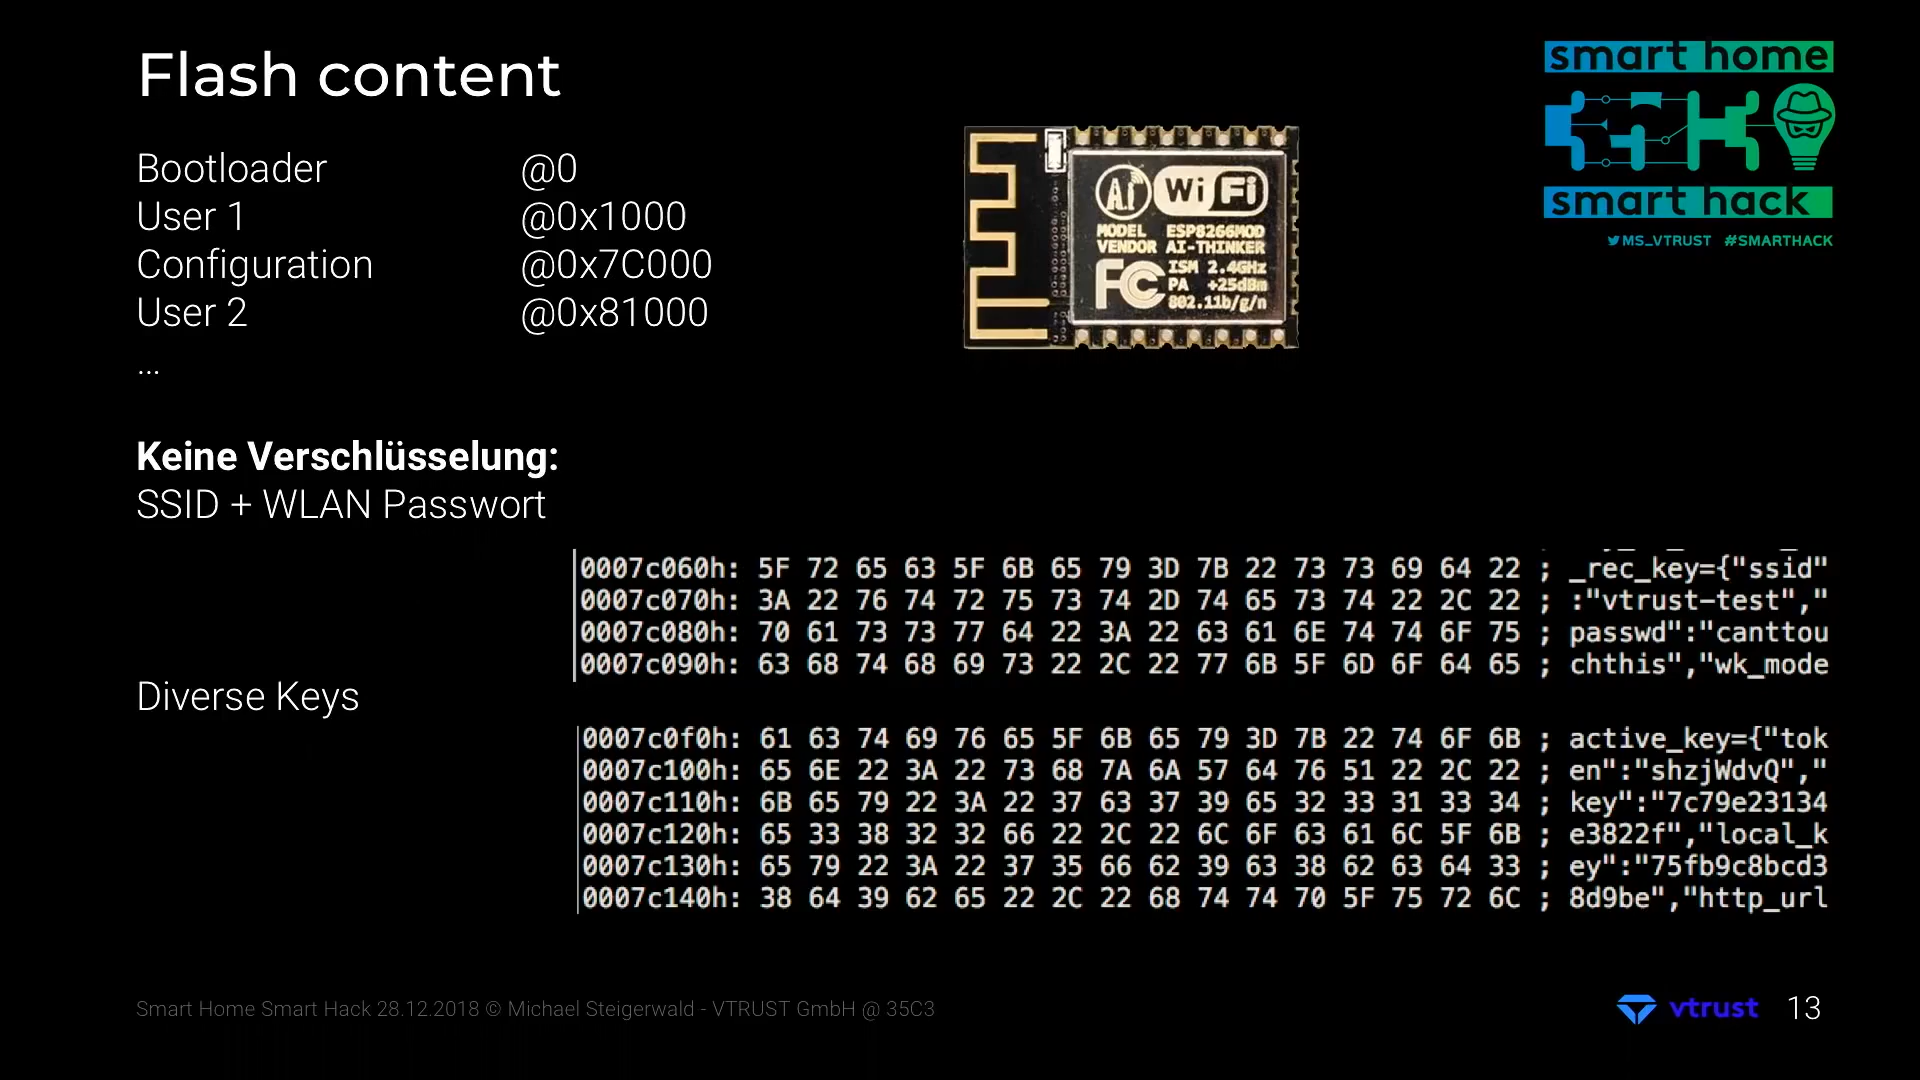 Flash content
smart home
smart hack
MS_VTRUST #SMARTHACK
Bootloader @0
User 1 @0x1000
Configuration @0x7C000
User 2 @0x81000
...
Ai WiFi
MODEL ESP8266MOD
VENDOR AI-THINKER
FC ISM 2.4GHz
PA +25dBm
802.11b/g/n
Keine Verschlüsselung:
SSID + WLAN Passwort
0007c060h: 5F 72 65 63 5F 6B 65 79 3D 7B 22 73 73 69 64 22 ; _rec_key={"ssid"
0007c070h: 3A 22 76 74 72 75 73 74 2D 74 65 73 74 22 2C 22 ; :"vtrust-test","
0007c080h: 70 61 73 73 77 64 22 3A 22 63 61 6E 74 74 6F 75 ; passwd":"canttou
0007c090h: 63 68 74 68 69 73 22 2C 22 77 6B 5F 6D 6F 64 65 ; chthis","wk_mode
Diverse Keys
0007c0f0h: 61 63 74 69 76 65 5F 6B 65 79 3D 7B 22 74 6F 6B ; active_key={"tok
0007c100h: 65 6E 22 3A 22 73 68 7A 6A 57 64 76 51 22 2C 22 ; en":"shzjWdvQ","
0007c110h: 6B 65 79 22 3A 22 37 63 37 39 65 32 33 31 33 34 ; key":"7c79e23134
0007c120h: 65 33 38 32 32 66 22 2C 22 6C 6F 63 61 6C 5F 6B ; e3822f","local_k
0007c130h: 65 79 22 3A 22 37 35 66 62 39 63 38 62 63 64 33 ; ey":"75fb9c8bcd3
0007c140h: 38 64 39 62 65 22 2C 22 68 74 74 70 5F 75 72 6C ; 8d9be","http_url
Smart Home Smart Hack 28.12.2018 © Michael Steigerwald - VTRUST GmbH @ 35C3
vtrust 13